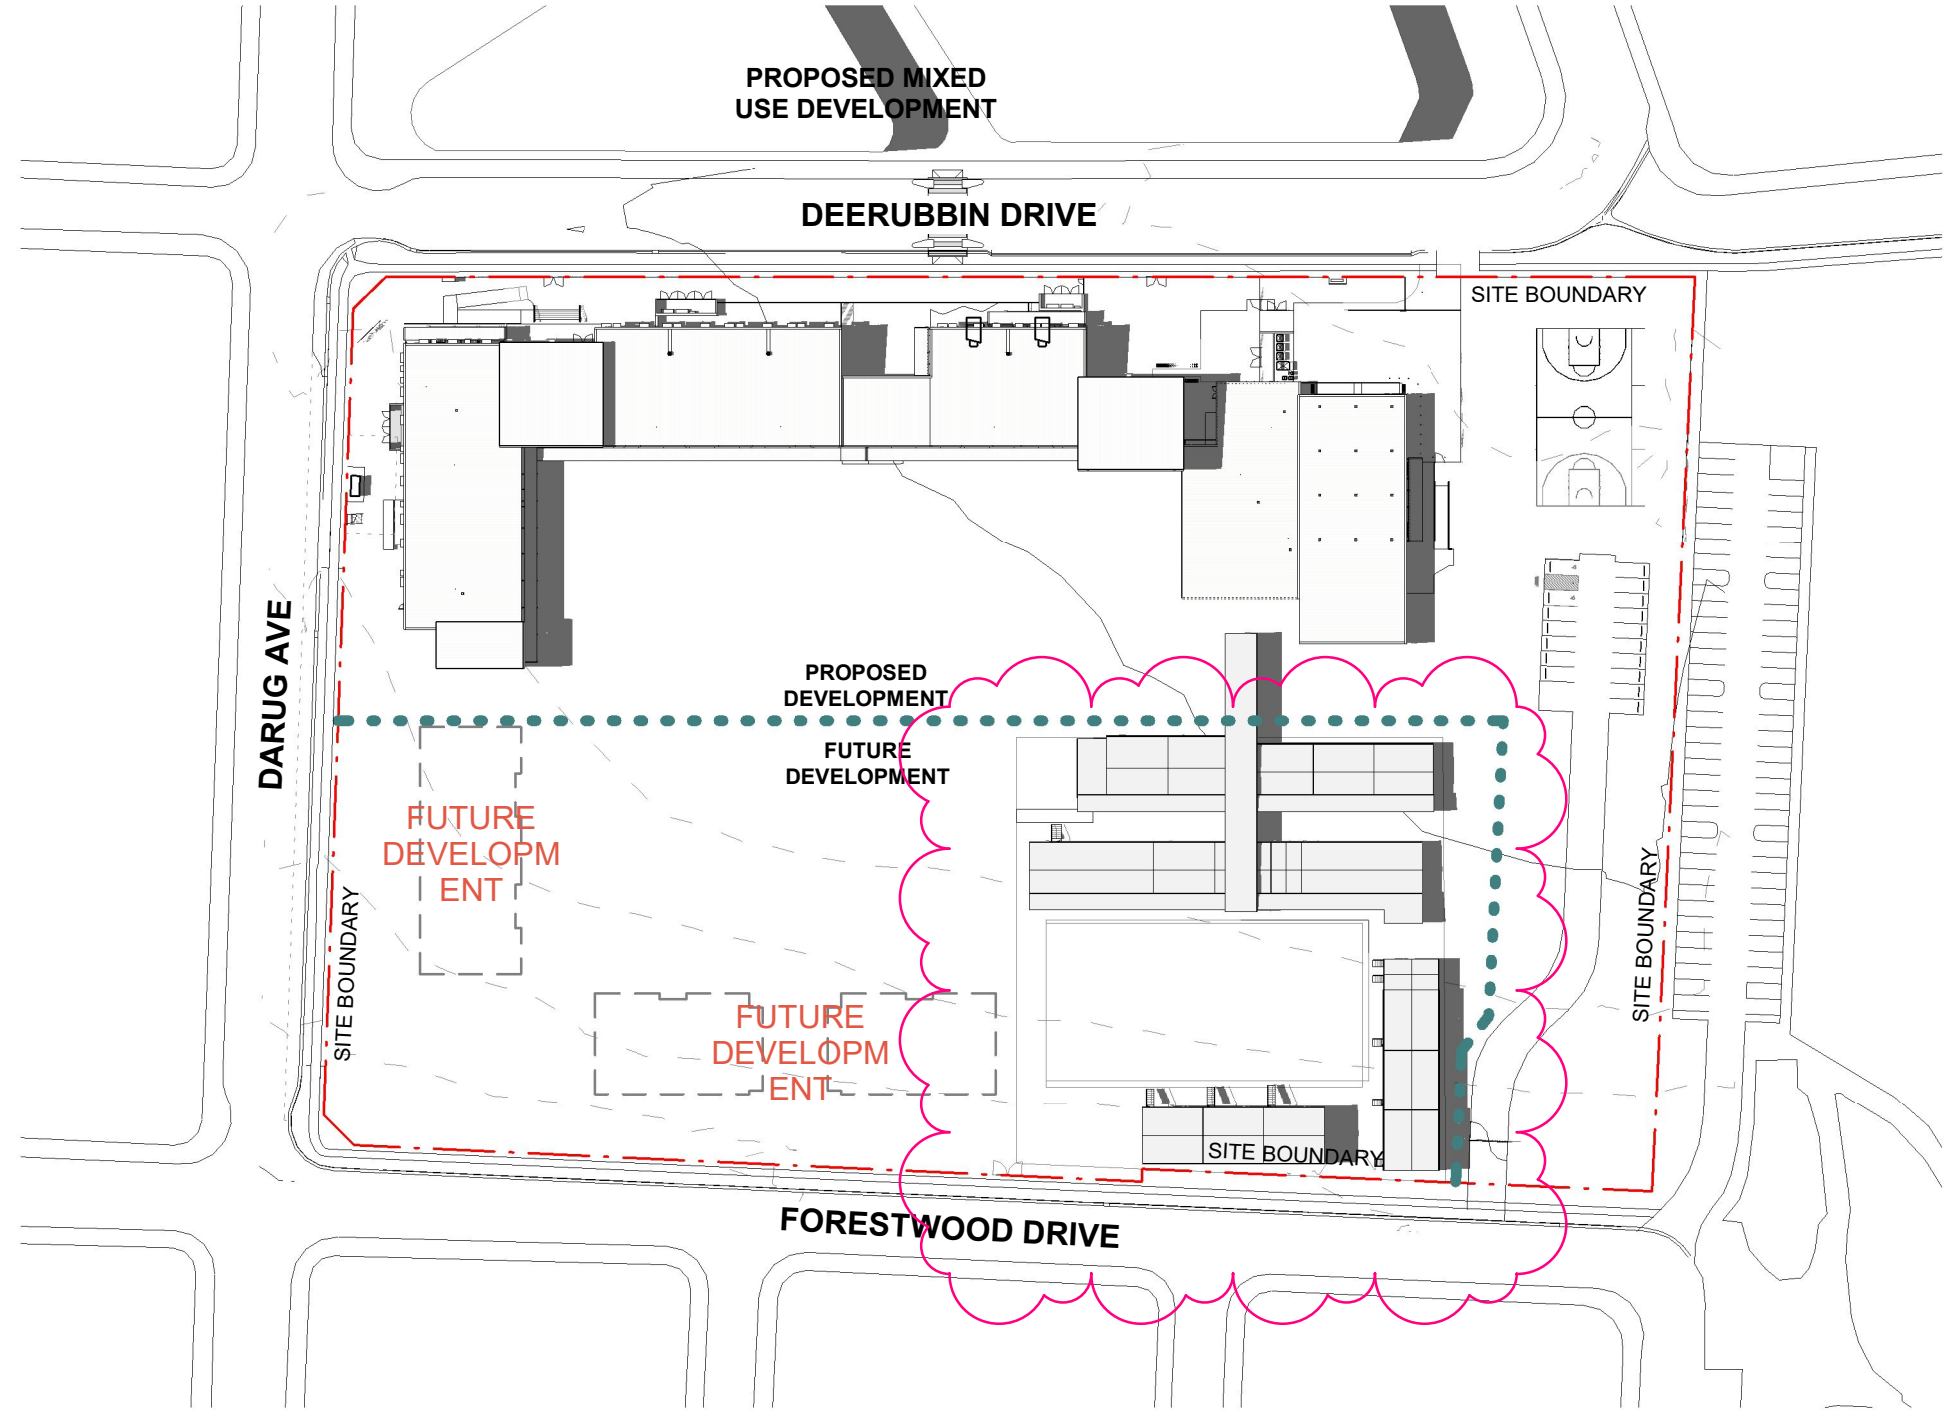 PROPOSED MIXED
USE DEVELOPMENT
DEERUBBIN DRIVE
SITE BOUNDARY
DARUG AVE
PROPOSED
DEVELOPMENT
FUTURE
DEVELOPMENT
FUTURE
DEVELOPM
ENT
SITE BOUNDARY
SITE BOUNDARY
FUTURE
DEVELOPM
ENT
SITE BOUNDARY
FORESTWOOD DRIVE